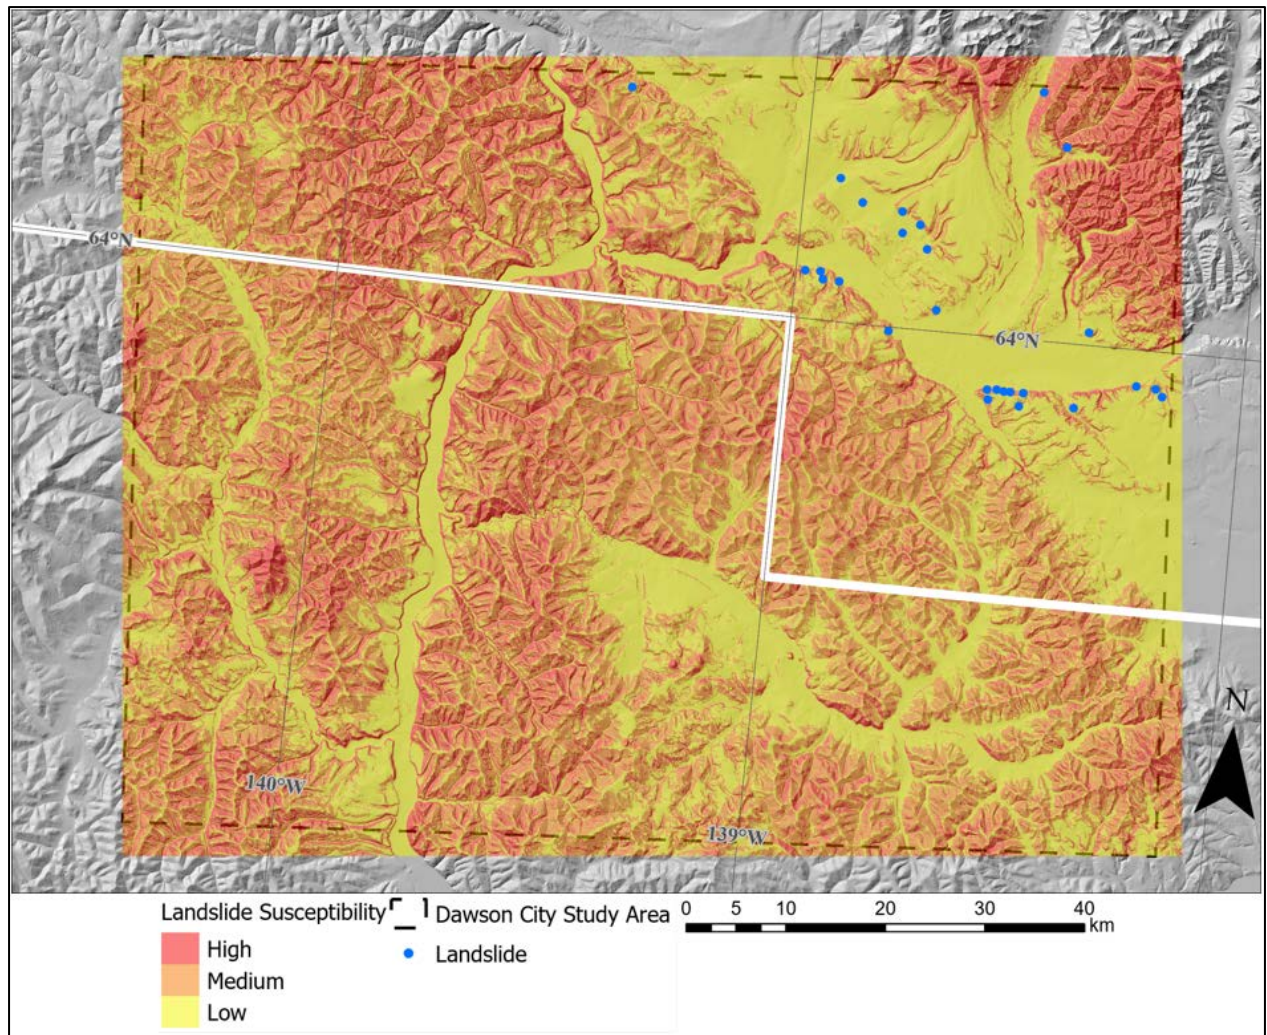 64°N
64°N
N
140°W
139°W
Landslide Susceptibility
Dawson City Study Area
0 5 10 20 30 40
km
High
Landslide
Medium
Low